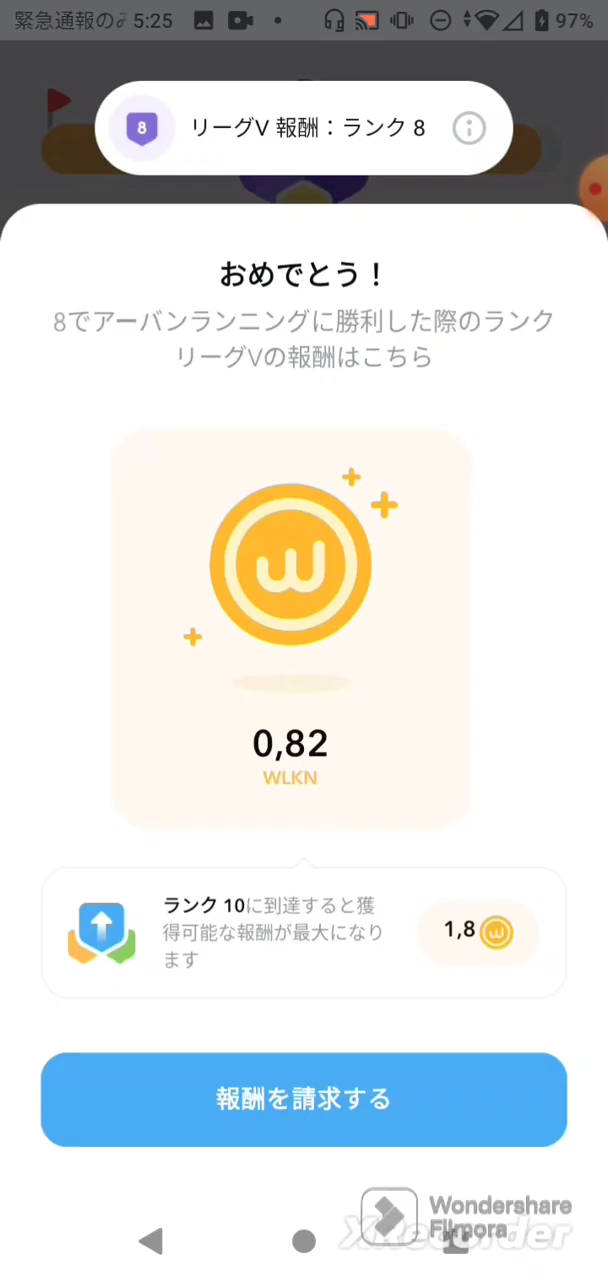 緊急通報のみ 5:25 97%
8 リーグV 報酬：ランク 8
おめでとう！
8でアーバンランニングに勝利した際のランク
リーグVの報酬はこちら
0,82
WLKN
ランク 10に到達すると獲
得可能な報酬が最大になり
ます
1,8
報酬を請求する
Wondershare
Filmora
XRecorder